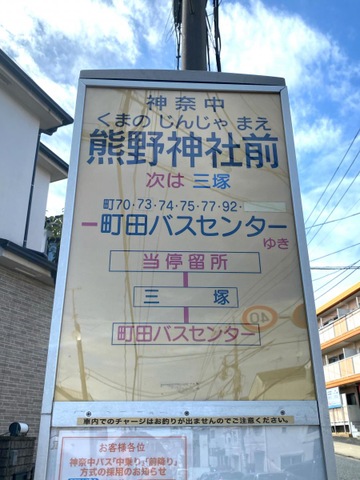 神奈中
くまの じんじゃ まえ
熊野神社前
次は 三塚
町70·73·74·75·77·92·
町田バスセンター
ゆき
当停留所
三塚
町田バスセンター
40
車内でのチャージはお釣りが出ませんのでご注意ください。
お客様各位
神奈中バス「中乗り」「前降り」
方式の採用のお知らせ